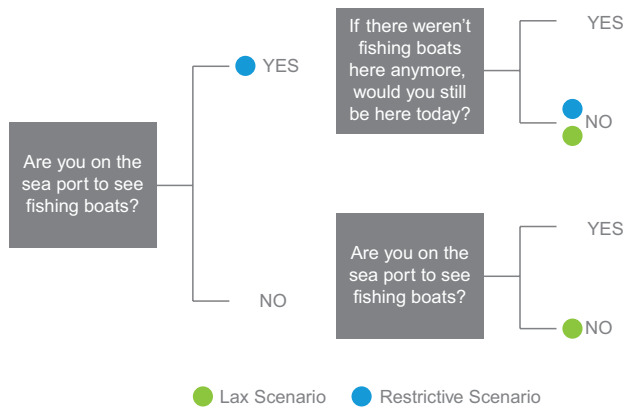 Are you on the
sea port to see
fishing boats?
YES
NO
If there weren't
fishing boats
here anymore,
would you still
be here today?
YES
NO
Are you on the
sea port to see
fishing boats?
YES
NO
Lax Scenario
Restrictive Scenario